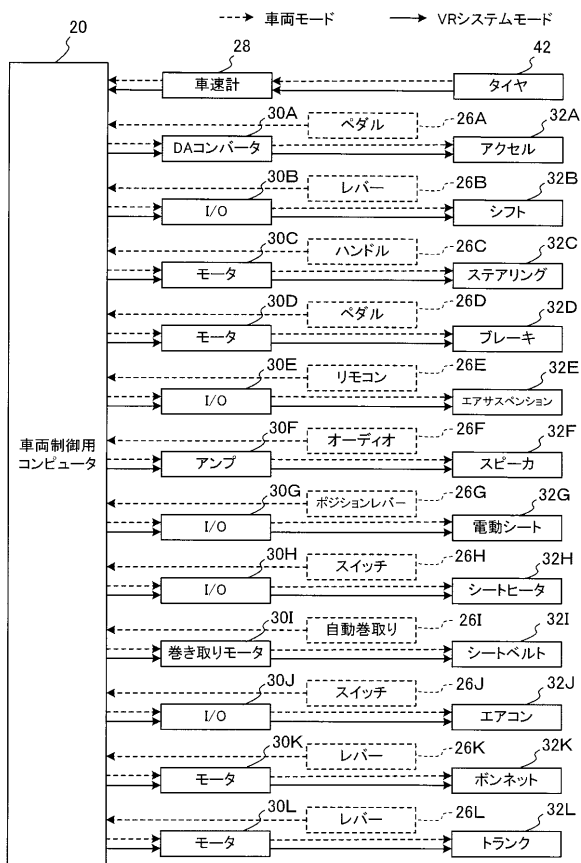 車両モード
VRシステムモード
20
28
42
車速計
タイヤ
30A
ペダル
26A
32A
DAコンバータ
アクセル
30B
レバー
26B
32B
I/O
シフト
30C
ハンドル
26C
32C
モータ
ステアリング
30D
ペダル
26D
32D
モータ
ブレーキ
30E
リモコン
26E
32E
I/O
エアサスペンション
車両制御用
コンピュータ
30F
オーディオ
26F
32F
アンプ
スピーカ
30G
ポジションレバー
26G
32G
I/O
電動シート
30H
スイッチ
26H
32H
I/O
シートヒータ
30I
自動巻取り
26I
32I
巻き取りモータ
シートベルト
30J
スイッチ
26J
32J
I/O
エアコン
30K
レバー
26K
32K
モータ
ボンネット
30L
レバー
26L
32L
モータ
トランク